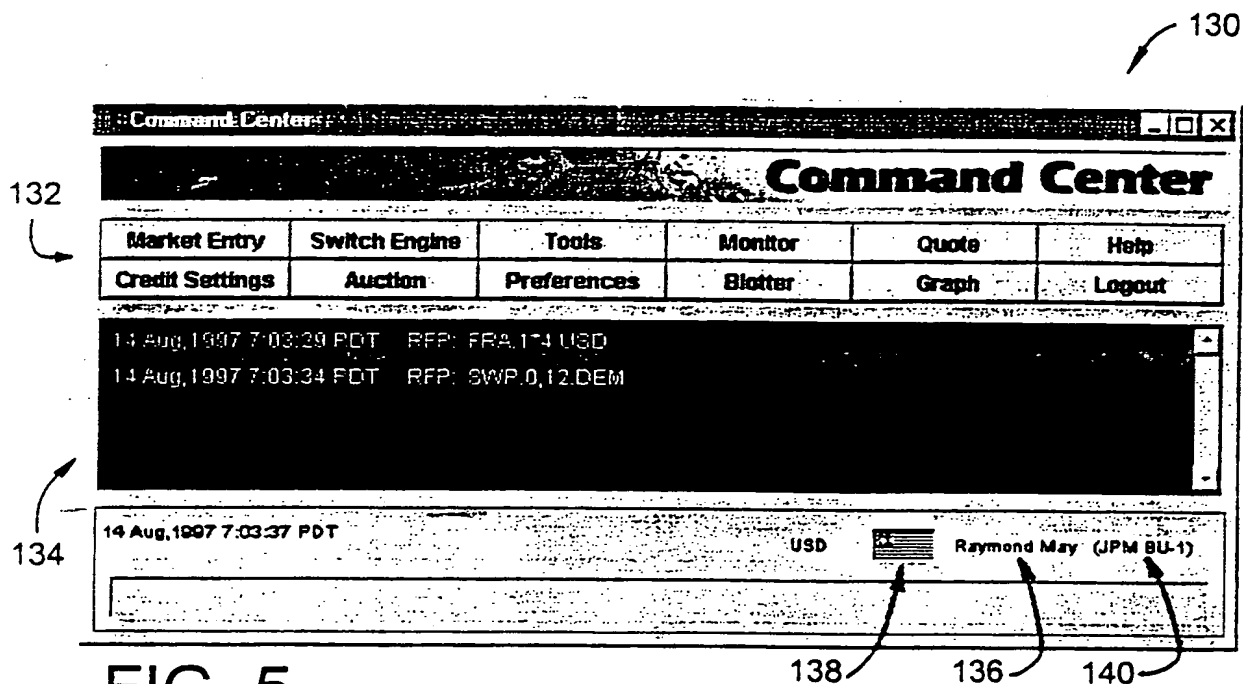 130
Command Center
Command Center
132
Market Entry Switch Engine Tools Monitor Quote Help
Credit Settings Auction Preferences Blotter Graph Logout
14 Aug,1997 7:03:29 PDT RFP: FRA.1*4.USD
14 Aug,1997 7:03:34 PDT RFP: SWP.0,12.DEM
134
14 Aug,1997 7:03:37 PDT USD Raymond May (JPM BU-1)
138 136 140
FIG. 5